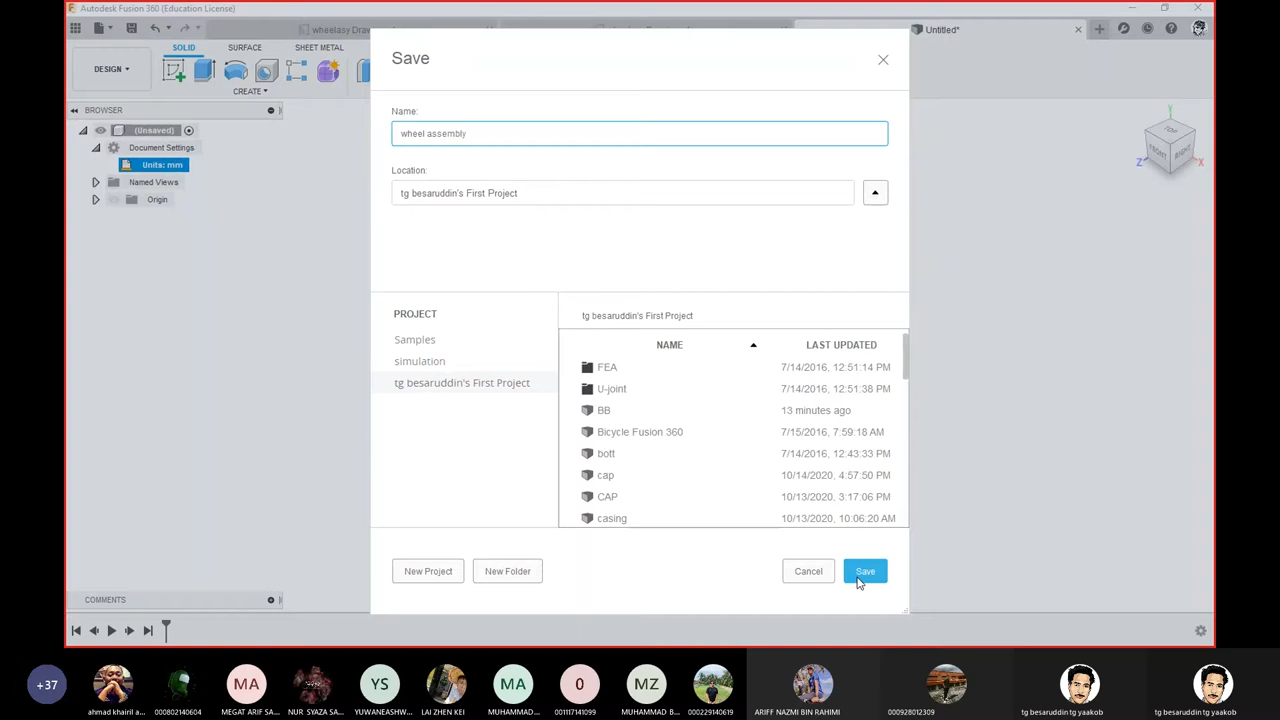 Autodesk Fusion 360 (Education License)
wheelasy Draw
Untitled*
SOLID
SURFACE
SHEET METAL
DESIGN
CREATE
BROWSER
(Unsaved)
Document Settings
Units: mm
Named Views
Origin
TOP
FRONT
RIGHT
Y
Z
X
Save
Name:
wheel assembly
Location:
tg besaruddin's First Project
PROJECT
Samples
simulation
tg besaruddin's First Project
tg besaruddin's First Project
NAME LAST UPDATED
FEA 7/14/2016, 12:51:14 PM
U-joint 7/14/2016, 12:51:38 PM
BB 13 minutes ago
Bicycle Fusion 360 7/15/2016, 7:59:18 AM
bott 7/14/2016, 12:43:33 PM
cap 10/14/2020, 4:57:50 PM
CAP 10/13/2020, 3:17:06 PM
casing 10/13/2020, 10:06:20 AM
New Project
New Folder
Cancel
Save
COMMENTS
+37
MA
YS
MA
0
MZ
ahmad khairil a...
000802140604
MEGAT ARIF SA...
NUR SYAZA SA...
YUWANEASHW...
LAI ZHEN KEI
MUHAMMAD...
001117141099
MUHAMMAD B...
000229140619
ARIFF NAZMI BIN RAHIMI
000928012309
tg besaruddin tg yaakob
tg besaruddin tg yaakob